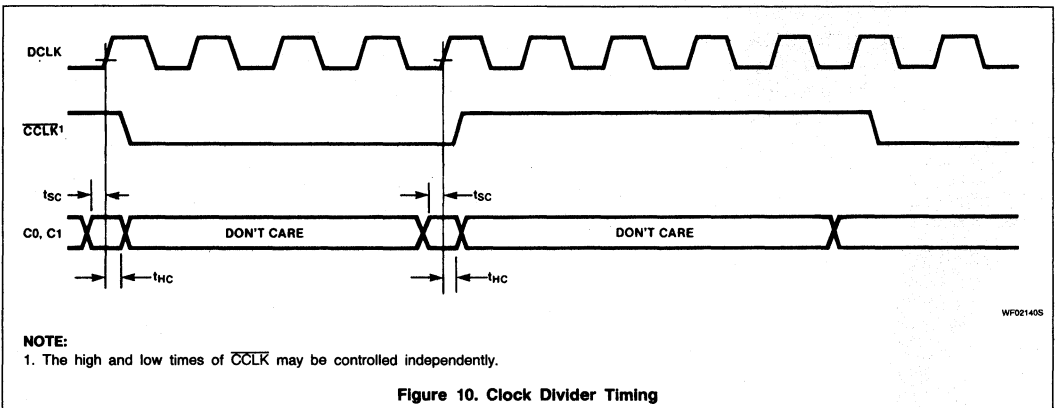 DCLK
CCLK1
tSC
tSC
C0, C1
DON'T CARE
DON'T CARE
tHC
tHC
WF02140S
NOTE:
1. The high and low times of CCLK may be controlled independently.
Figure 10. Clock Divider Timing